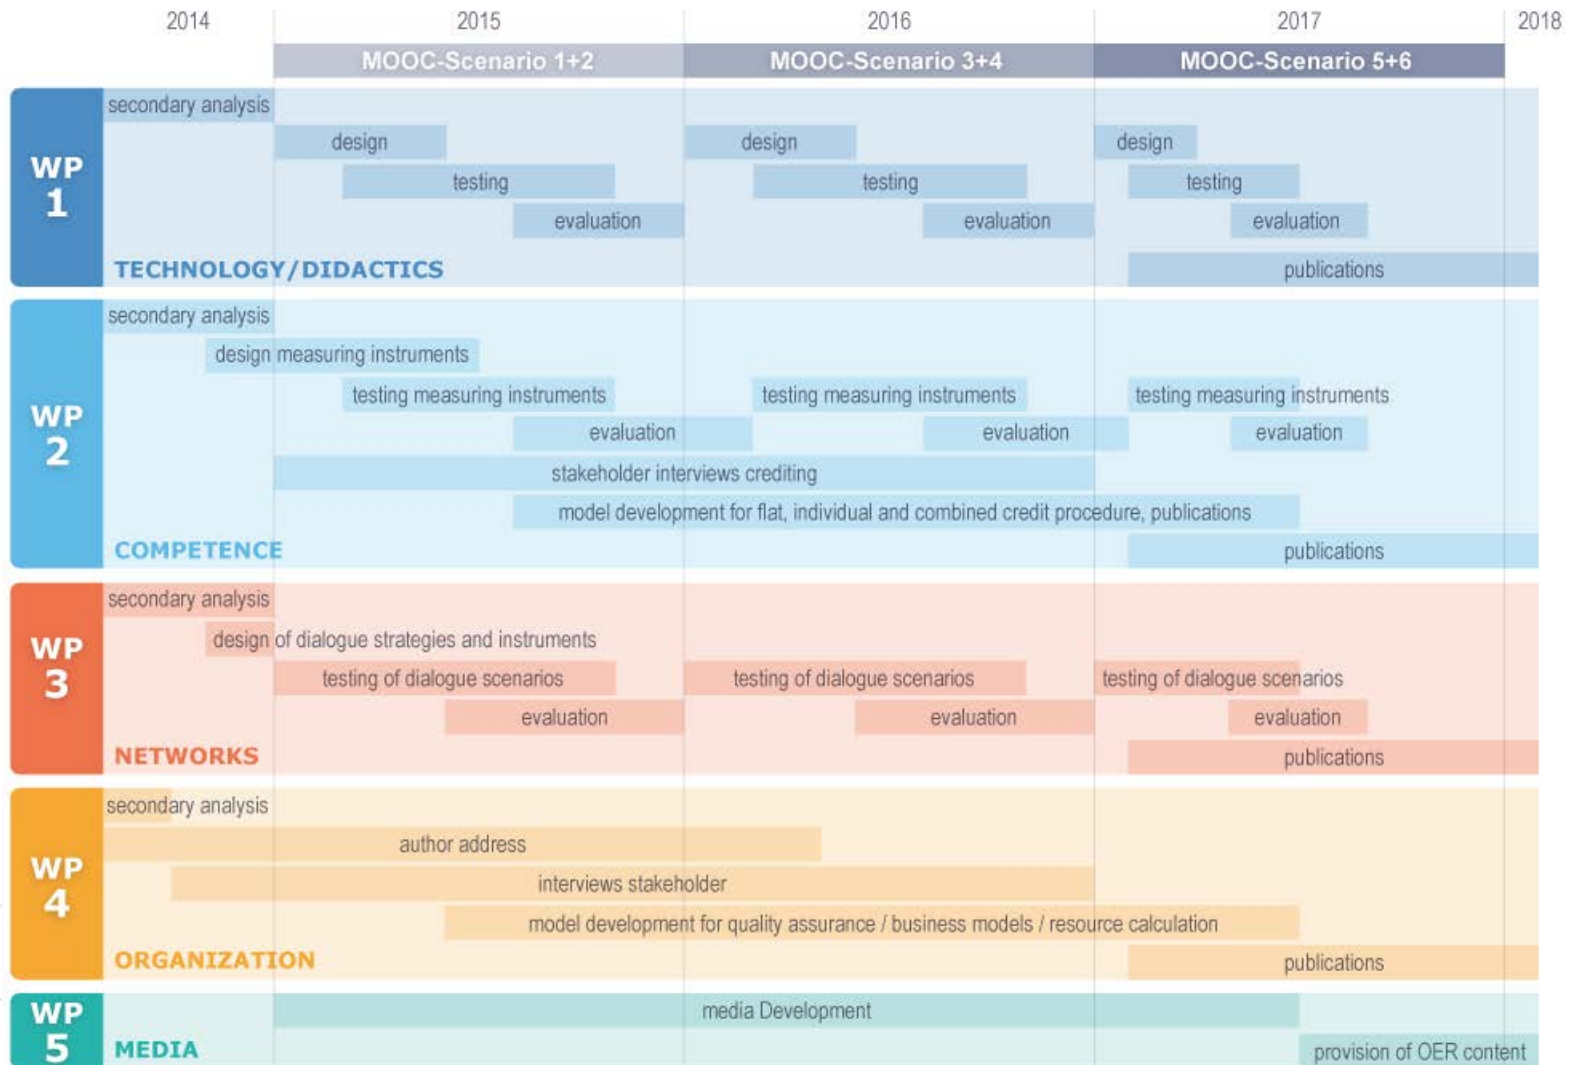 2014 2015 2016 2017 2018
MOOC-Scenario 1+2 MOOC-Scenario 3+4 MOOC-Scenario 5+6
WP
1
secondary analysis
design design design
testing testing testing
evaluation evaluation evaluation
TECHNOLOGY/DIDACTICS publications
WP
2
secondary analysis
design measuring instruments
testing measuring instruments testing measuring instruments testing measuring instruments
evaluation evaluation evaluation
stakeholder interviews crediting
model development for flat, individual and combined credit procedure, publications
COMPETENCE publications
WP
3
secondary analysis
design of dialogue strategies and instruments
testing of dialogue scenarios testing of dialogue scenarios testing of dialogue scenarios
evaluation evaluation evaluation
NETWORKS publications
WP
4
secondary analysis
author address
interviews stakeholder
model development for quality assurance / business models / resource calculation
ORGANIZATION publications
WP
5
media Development
MEDIA provision of OER content